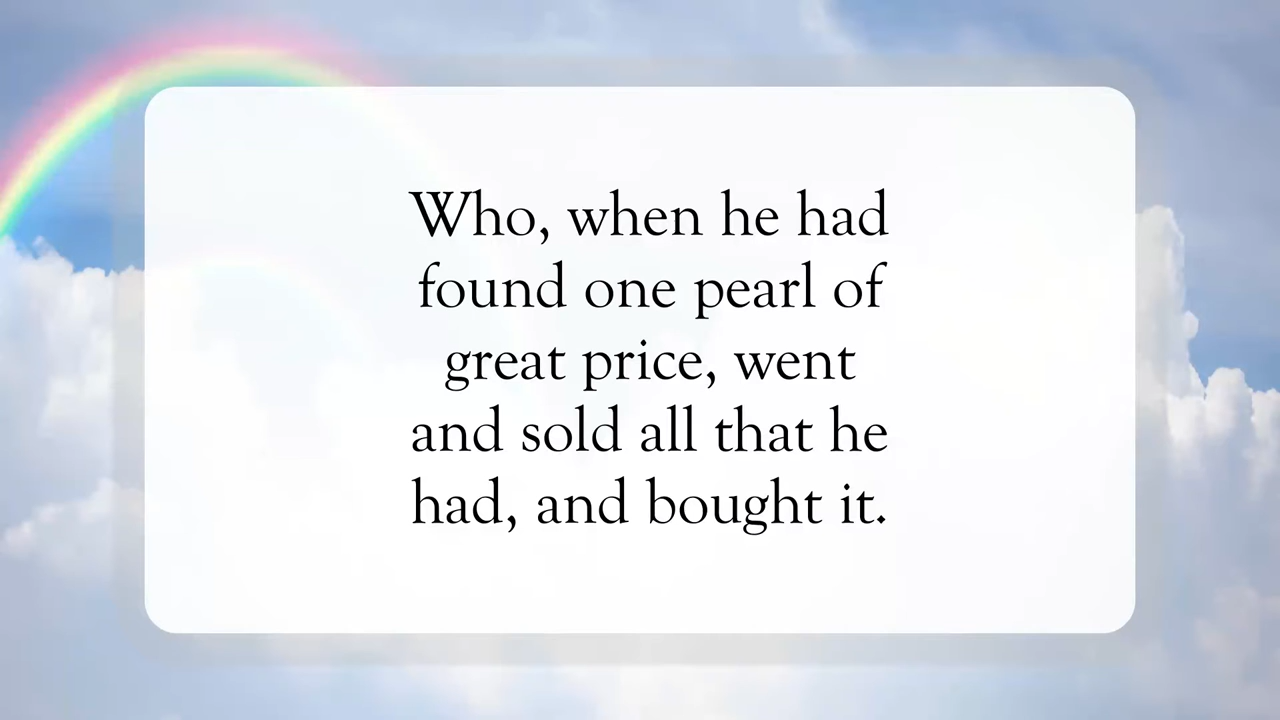 Who, when he had
found one pearl of
great price, went
and sold all that he
had, and bought it.